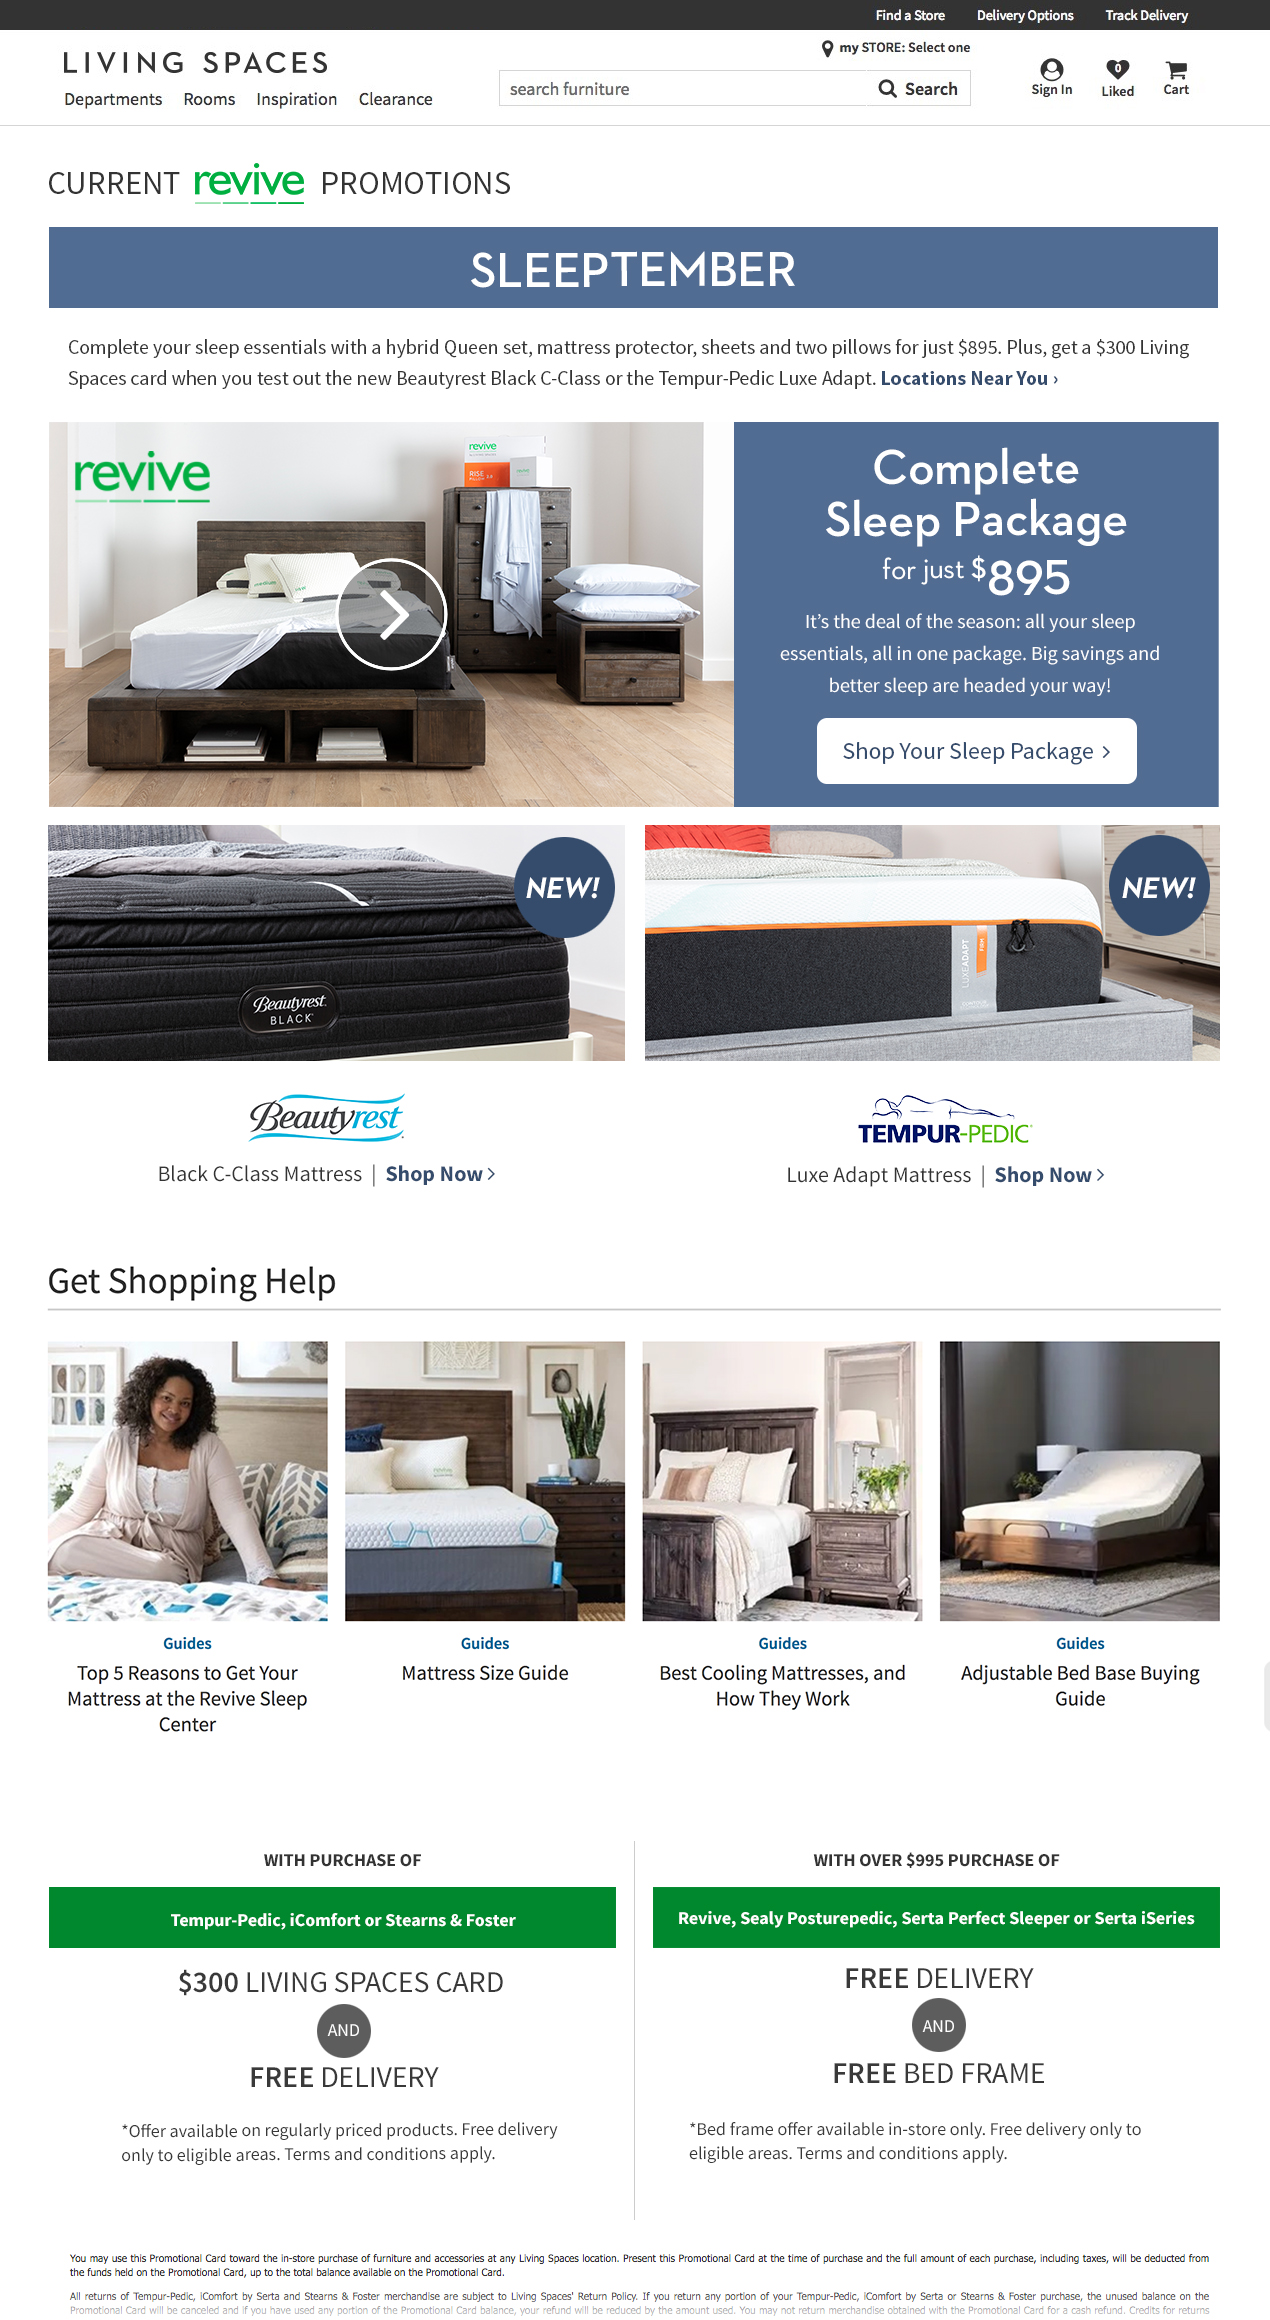 Find a Store Delivery Options Track Delivery
LIVING SPACES
my STORE: Select one
Departments Rooms Inspiration Clearance
search furniture Search
Sign In
0
Liked
Cart
CURRENT revive PROMOTIONS
SLEEPTEMBER
Complete your sleep essentials with a hybrid Queen set, mattress protector, sheets and two pillows for just $895. Plus, get a $300 Living
Spaces card when you test out the new Beautyrest Black C-Class or the Tempur-Pedic Luxe Adapt. Locations Near You ›
revive
revive
RISE
Complete
Sleep Package
for just $895
It's the deal of the season: all your sleep
essentials, all in one package. Big savings and
better sleep are headed your way!
Shop Your Sleep Package ›
NEW!
Beautyrest
BLACK
NEW!
LUXEADAPT
FIRM
Beautyrest
TEMPUR-PEDIC
Black C-Class Mattress | Shop Now ›
Luxe Adapt Mattress | Shop Now ›
Get Shopping Help
Guides
Top 5 Reasons to Get Your
Mattress at the Revive Sleep
Center
Guides
Mattress Size Guide
Guides
Best Cooling Mattresses, and
How They Work
Guides
Adjustable Bed Base Buying
Guide
WITH PURCHASE OF
Tempur-Pedic, iComfort or Stearns & Foster
$300 LIVING SPACES CARD
AND
FREE DELIVERY
*Offer available on regularly priced products. Free delivery
only to eligible areas. Terms and conditions apply.
WITH OVER $995 PURCHASE OF
Revive, Sealy Posturepedic, Serta Perfect Sleeper or Serta iSeries
FREE DELIVERY
AND
FREE BED FRAME
*Bed frame offer available in-store only. Free delivery only to
eligible areas. Terms and conditions apply.
You may use this Promotional Card toward the in-store purchase of furniture and accessories at any Living Spaces location. Present this Promotional Card at the time of purchase and the full amount of each purchase, including taxes, will be deducted from
the funds held on the Promotional Card, up to the total balance available on the Promotional Card.
All returns of Tempur-Pedic, iComfort by Serta and Stearns & Foster merchandise are subject to Living Spaces' Return Policy. If you return any portion of your Tempur-Pedic, iComfort by Serta or Stearns & Foster purchase, the unused balance on the
Promotional Card will be canceled and if you have used any portion of the Promotional Card balance, your refund will be reduced by the amount used. You may not return merchandise obtained with the Promotional Card for a cash refund. Credits for returns